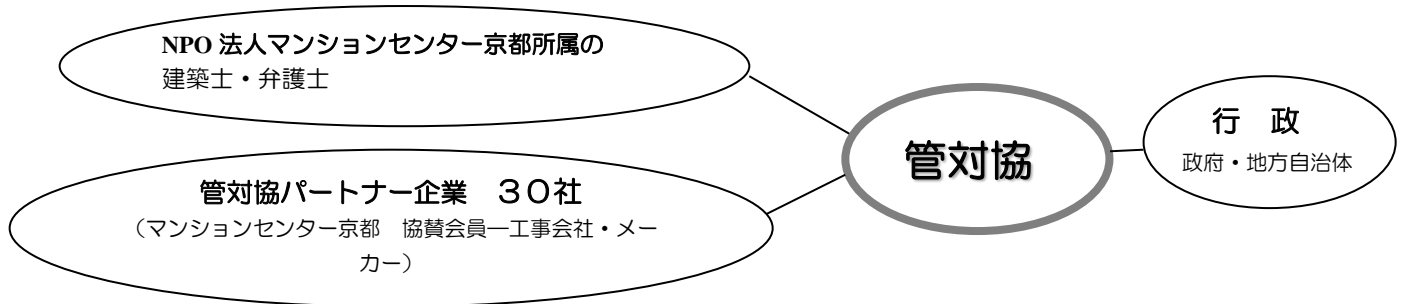 NPO 法人マンションセンター京都所属の
建築士・弁護士
管対協パートナー企業　３０社
（マンションセンター京都　協賛会員―工事会社・メー
カー）
管対協
行　政
政府・地方自治体